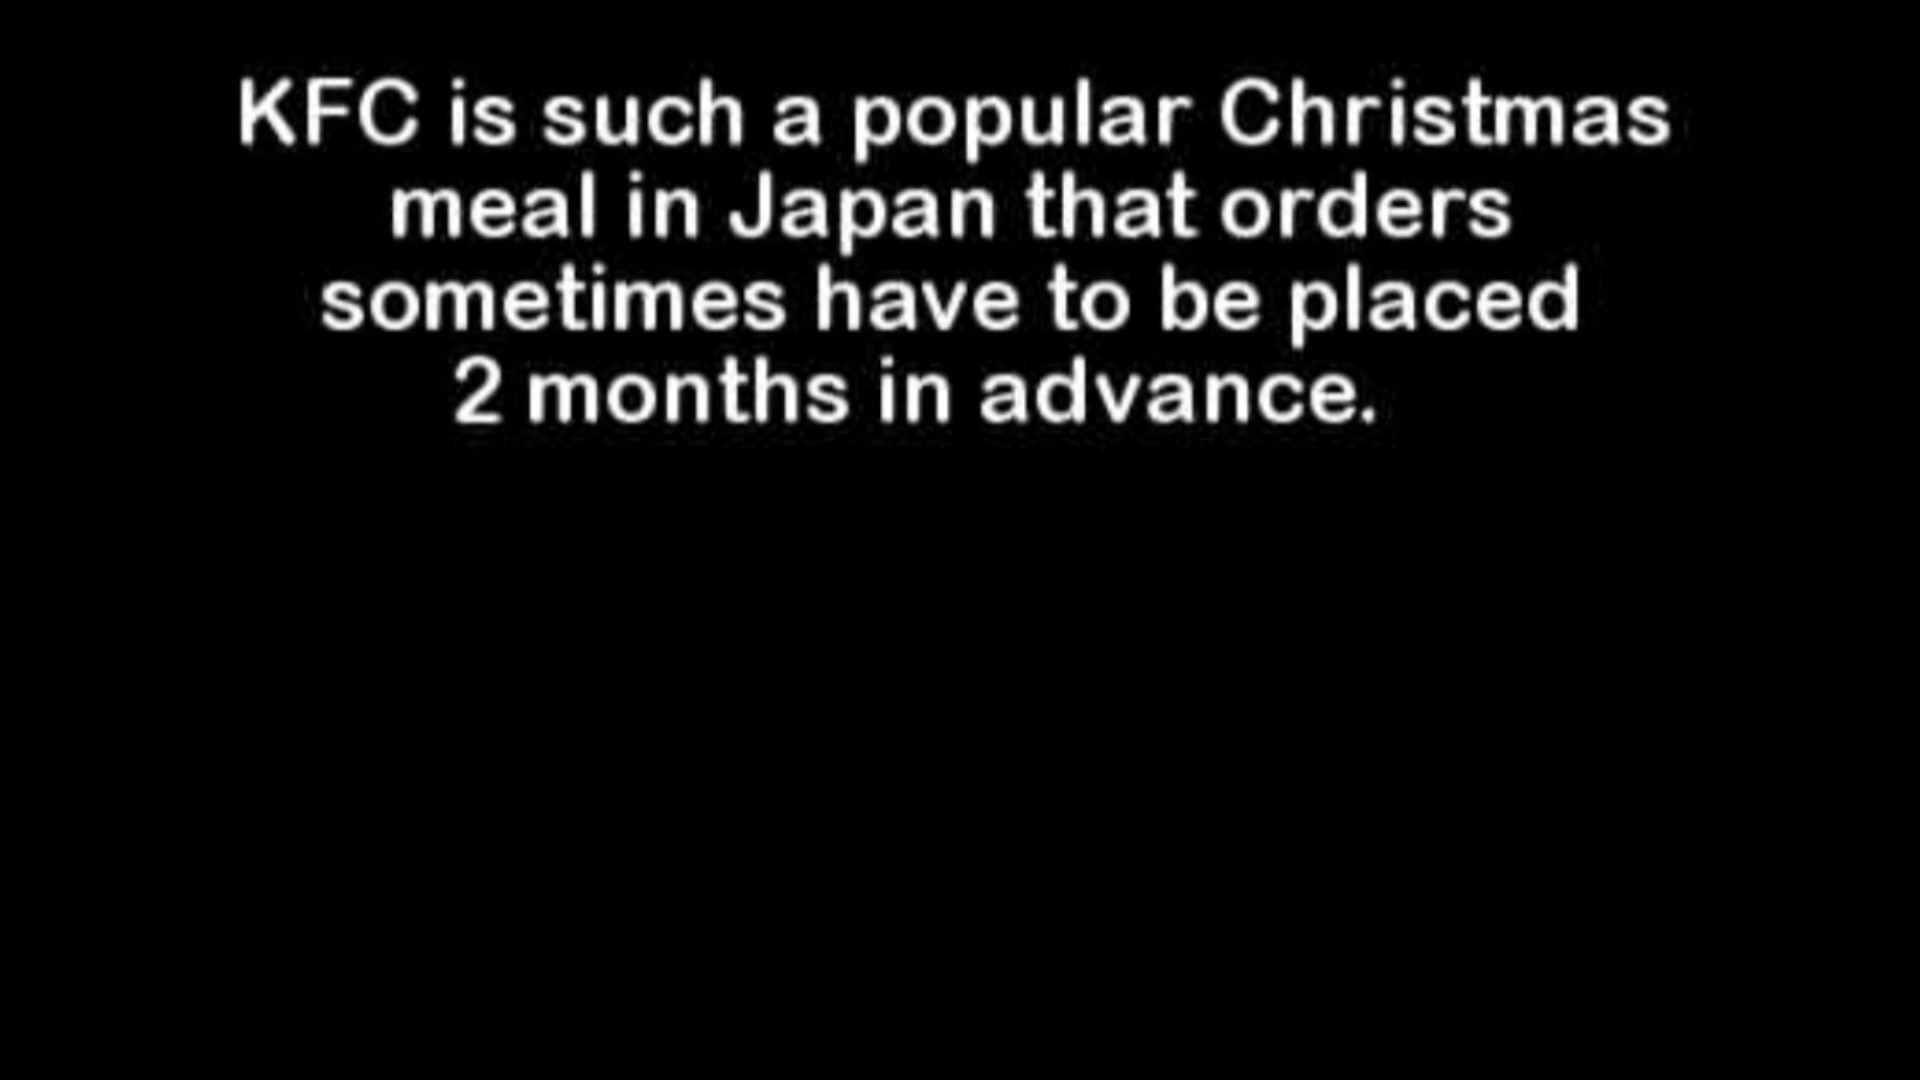 KFC is such a popular Christmas
meal in Japan that orders
sometimes have to be placed
2 months in advance.